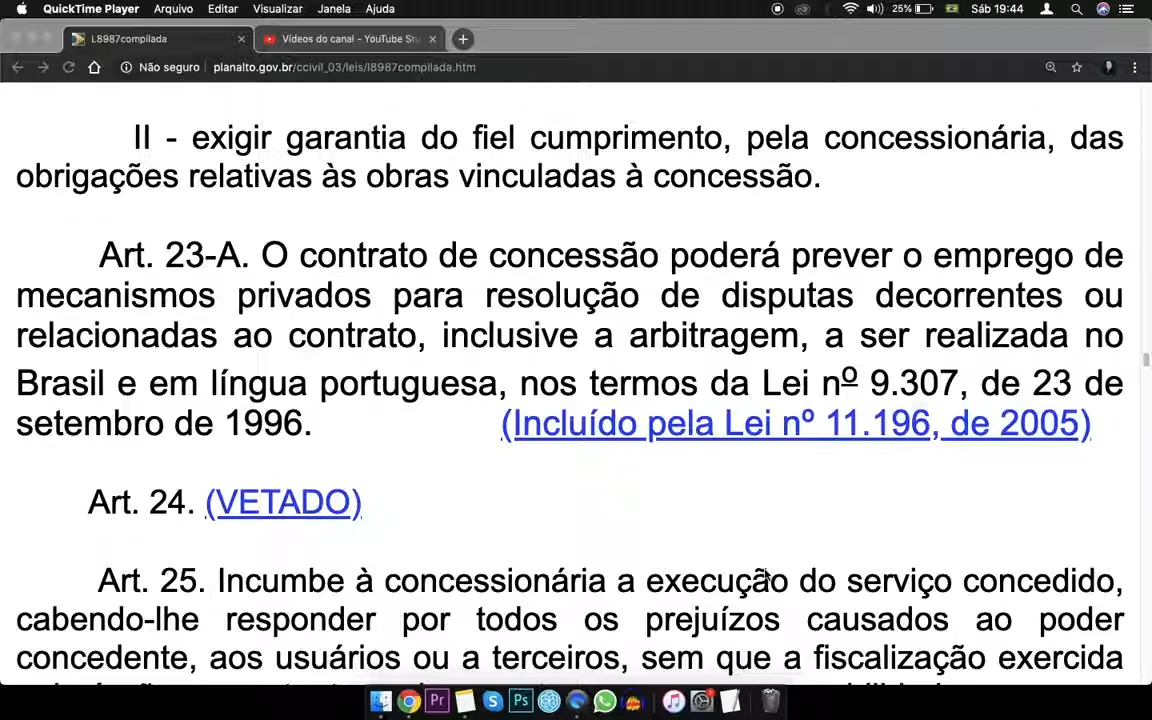 QuickTime Player Arquivo Editar Visualizar Janela Ajuda 25% Sáb 19:44
L8987compilada Vídeos do canal - YouTube Stu
Não seguro planalto.gov.br/ccivil_03/leis/l8987compilada.htm
II - exigir garantia do fiel cumprimento, pela concessionária, das
obrigações relativas às obras vinculadas à concessão.
Art. 23-A. O contrato de concessão poderá prever o emprego de
mecanismos privados para resolução de disputas decorrentes ou
relacionadas ao contrato, inclusive a arbitragem, a ser realizada no
Brasil e em língua portuguesa, nos termos da Lei nº 9.307, de 23 de
setembro de 1996. (Incluído pela Lei nº 11.196, de 2005)
Art. 24. (VETADO)
Art. 25. Incumbe à concessionária a execução do serviço concedido,
cabendo-lhe responder por todos os prejuízos causados ao poder
concedente, aos usuários ou a terceiros, sem que a fiscalização exercida
Pr Ps